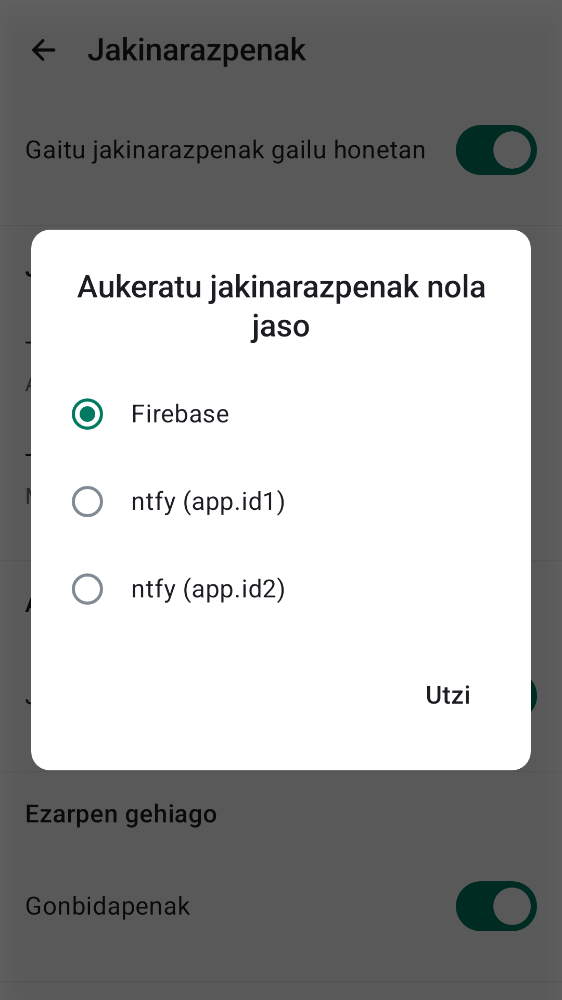 Jakinarazpenak
Gaitu jakinarazpenak gailu honetan
Aukeratu jakinarazpenak nola
jaso
Firebase
ntfy (app.id1)
ntfy (app.id2)
Utzi
Ezarpen gehiago
Gonbidapenak